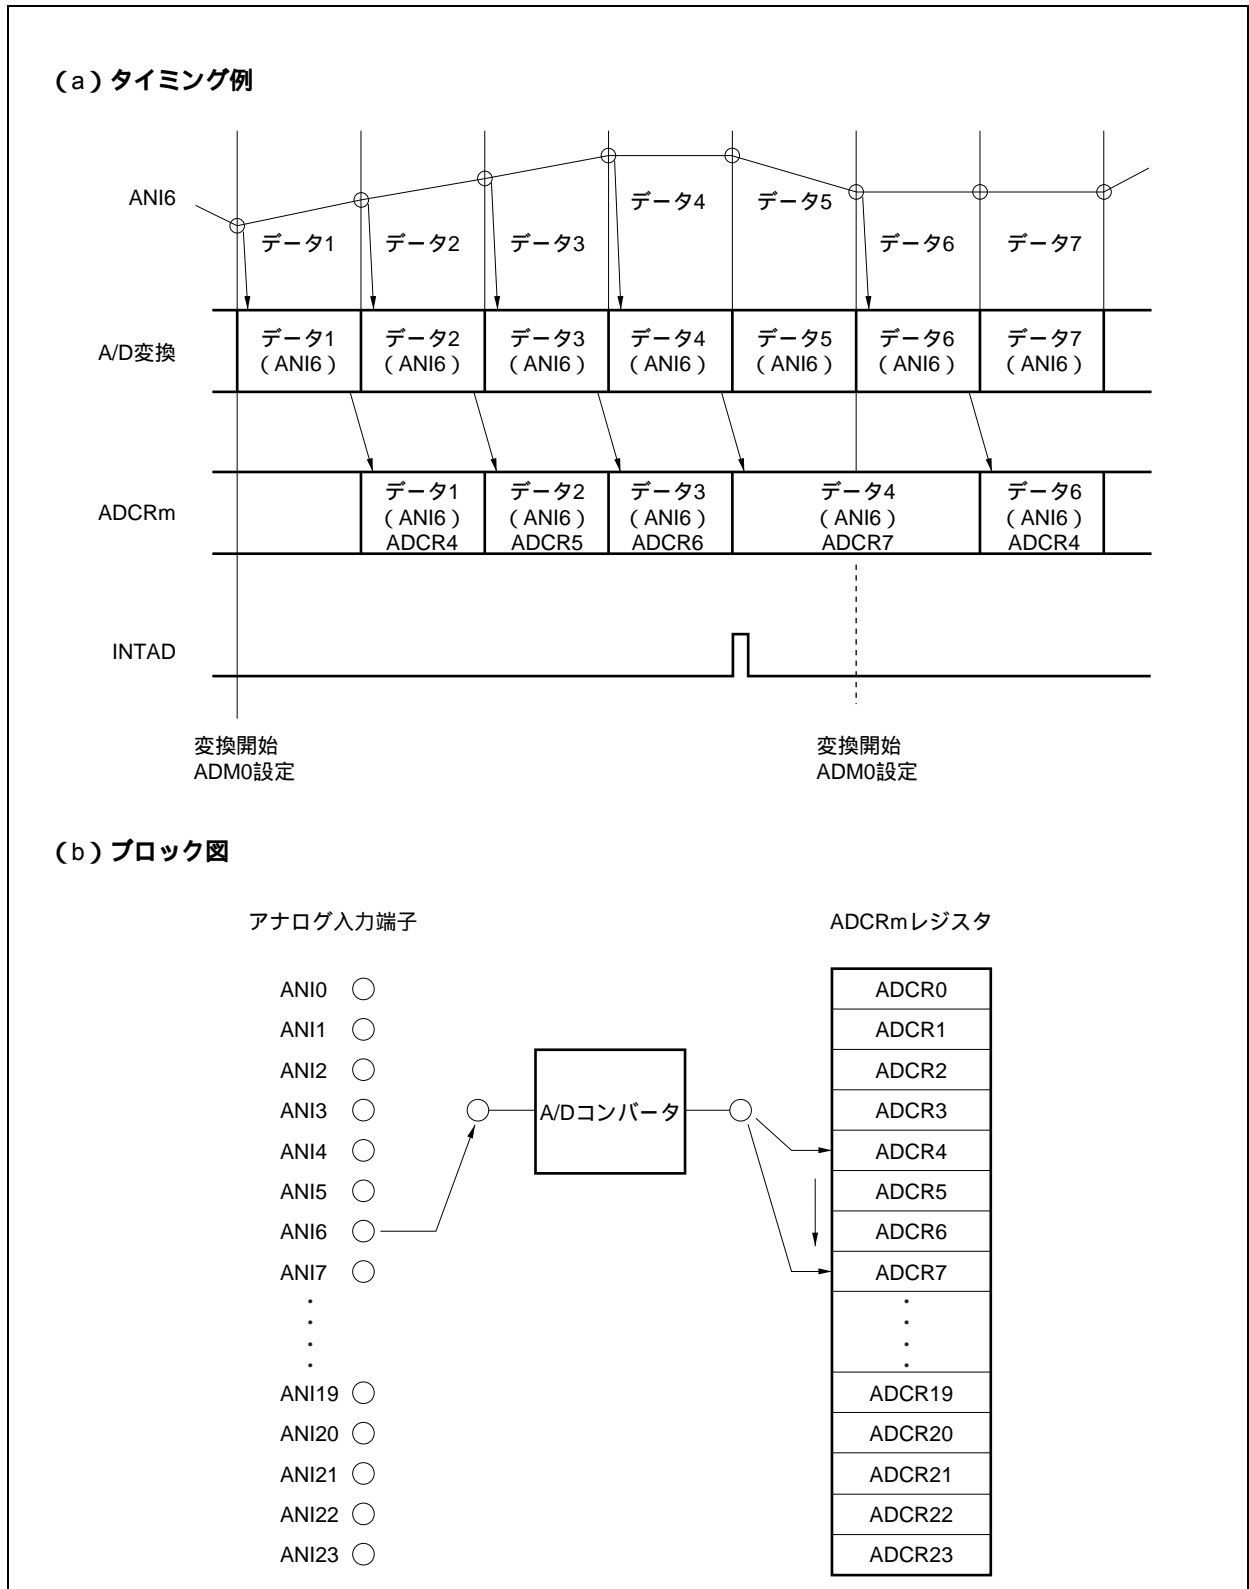 （a）タイミング例
ANI6
データ1
データ2
データ3
データ4
データ5
データ6
データ7
A/D変換
データ1
（ANI6）
データ2
（ANI6）
データ3
（ANI6）
データ4
（ANI6）
データ5
（ANI6）
データ6
（ANI6）
データ7
（ANI6）
ADCRm
データ1
（ANI6）
ADCR4
データ2
（ANI6）
ADCR5
データ3
（ANI6）
ADCR6
データ4
（ANI6）
ADCR7
データ6
（ANI6）
ADCR4
INTAD
変換開始
ADM0設定
変換開始
ADM0設定
（b）ブロック図
アナログ入力端子
ADCRmレジスタ
ANI0
ANI1
ANI2
ANI3
ANI4
ANI5
ANI6
ANI7
ANI19
ANI20
ANI21
ANI22
ANI23
A/Dコンバータ
ADCR0
ADCR1
ADCR2
ADCR3
ADCR4
ADCR5
ADCR6
ADCR7
ADCR19
ADCR20
ADCR21
ADCR22
ADCR23